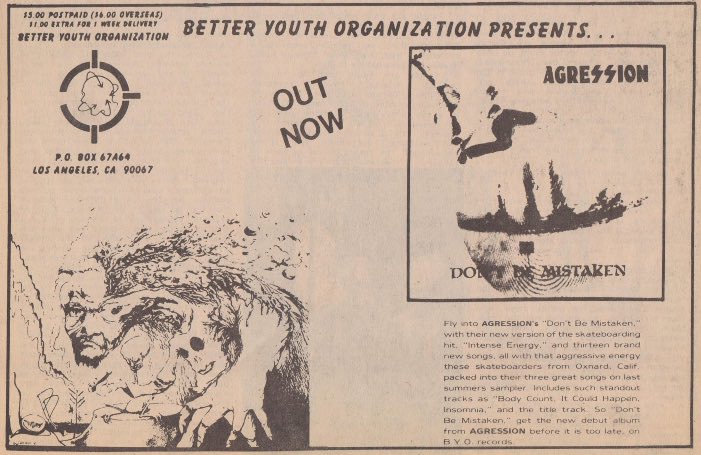 $5.00 POSTPAID ($6.00 OVERSEAS)
$1.00 EXTRA FOR 1 WEEK DELIVERY
BETTER YOUTH ORGANIZATION
P.O. BOX 67A64
LOS ANGELES, CA 90067
BETTER YOUTH ORGANIZATION PRESENTS...
OUT
NOW
AGRESSION
DON'T BE MISTAKEN
Fly into AGRESSION's "Don't Be Mistaken,"
with their new version of the skateboarding
hit, "Intense Energy," and thirteen brand
new songs, all with that aggressive energy
these skateboarders from Oxnard, Calif.
packed into their three great songs on last
summers sampler. Includes such standout
tracks as "Body Count, It Could Happen,
Insomnia," and the title track. So "Don't
Be Mistaken," get the new debut album
from AGRESSION before it is too late, on
B.Y.O. records.